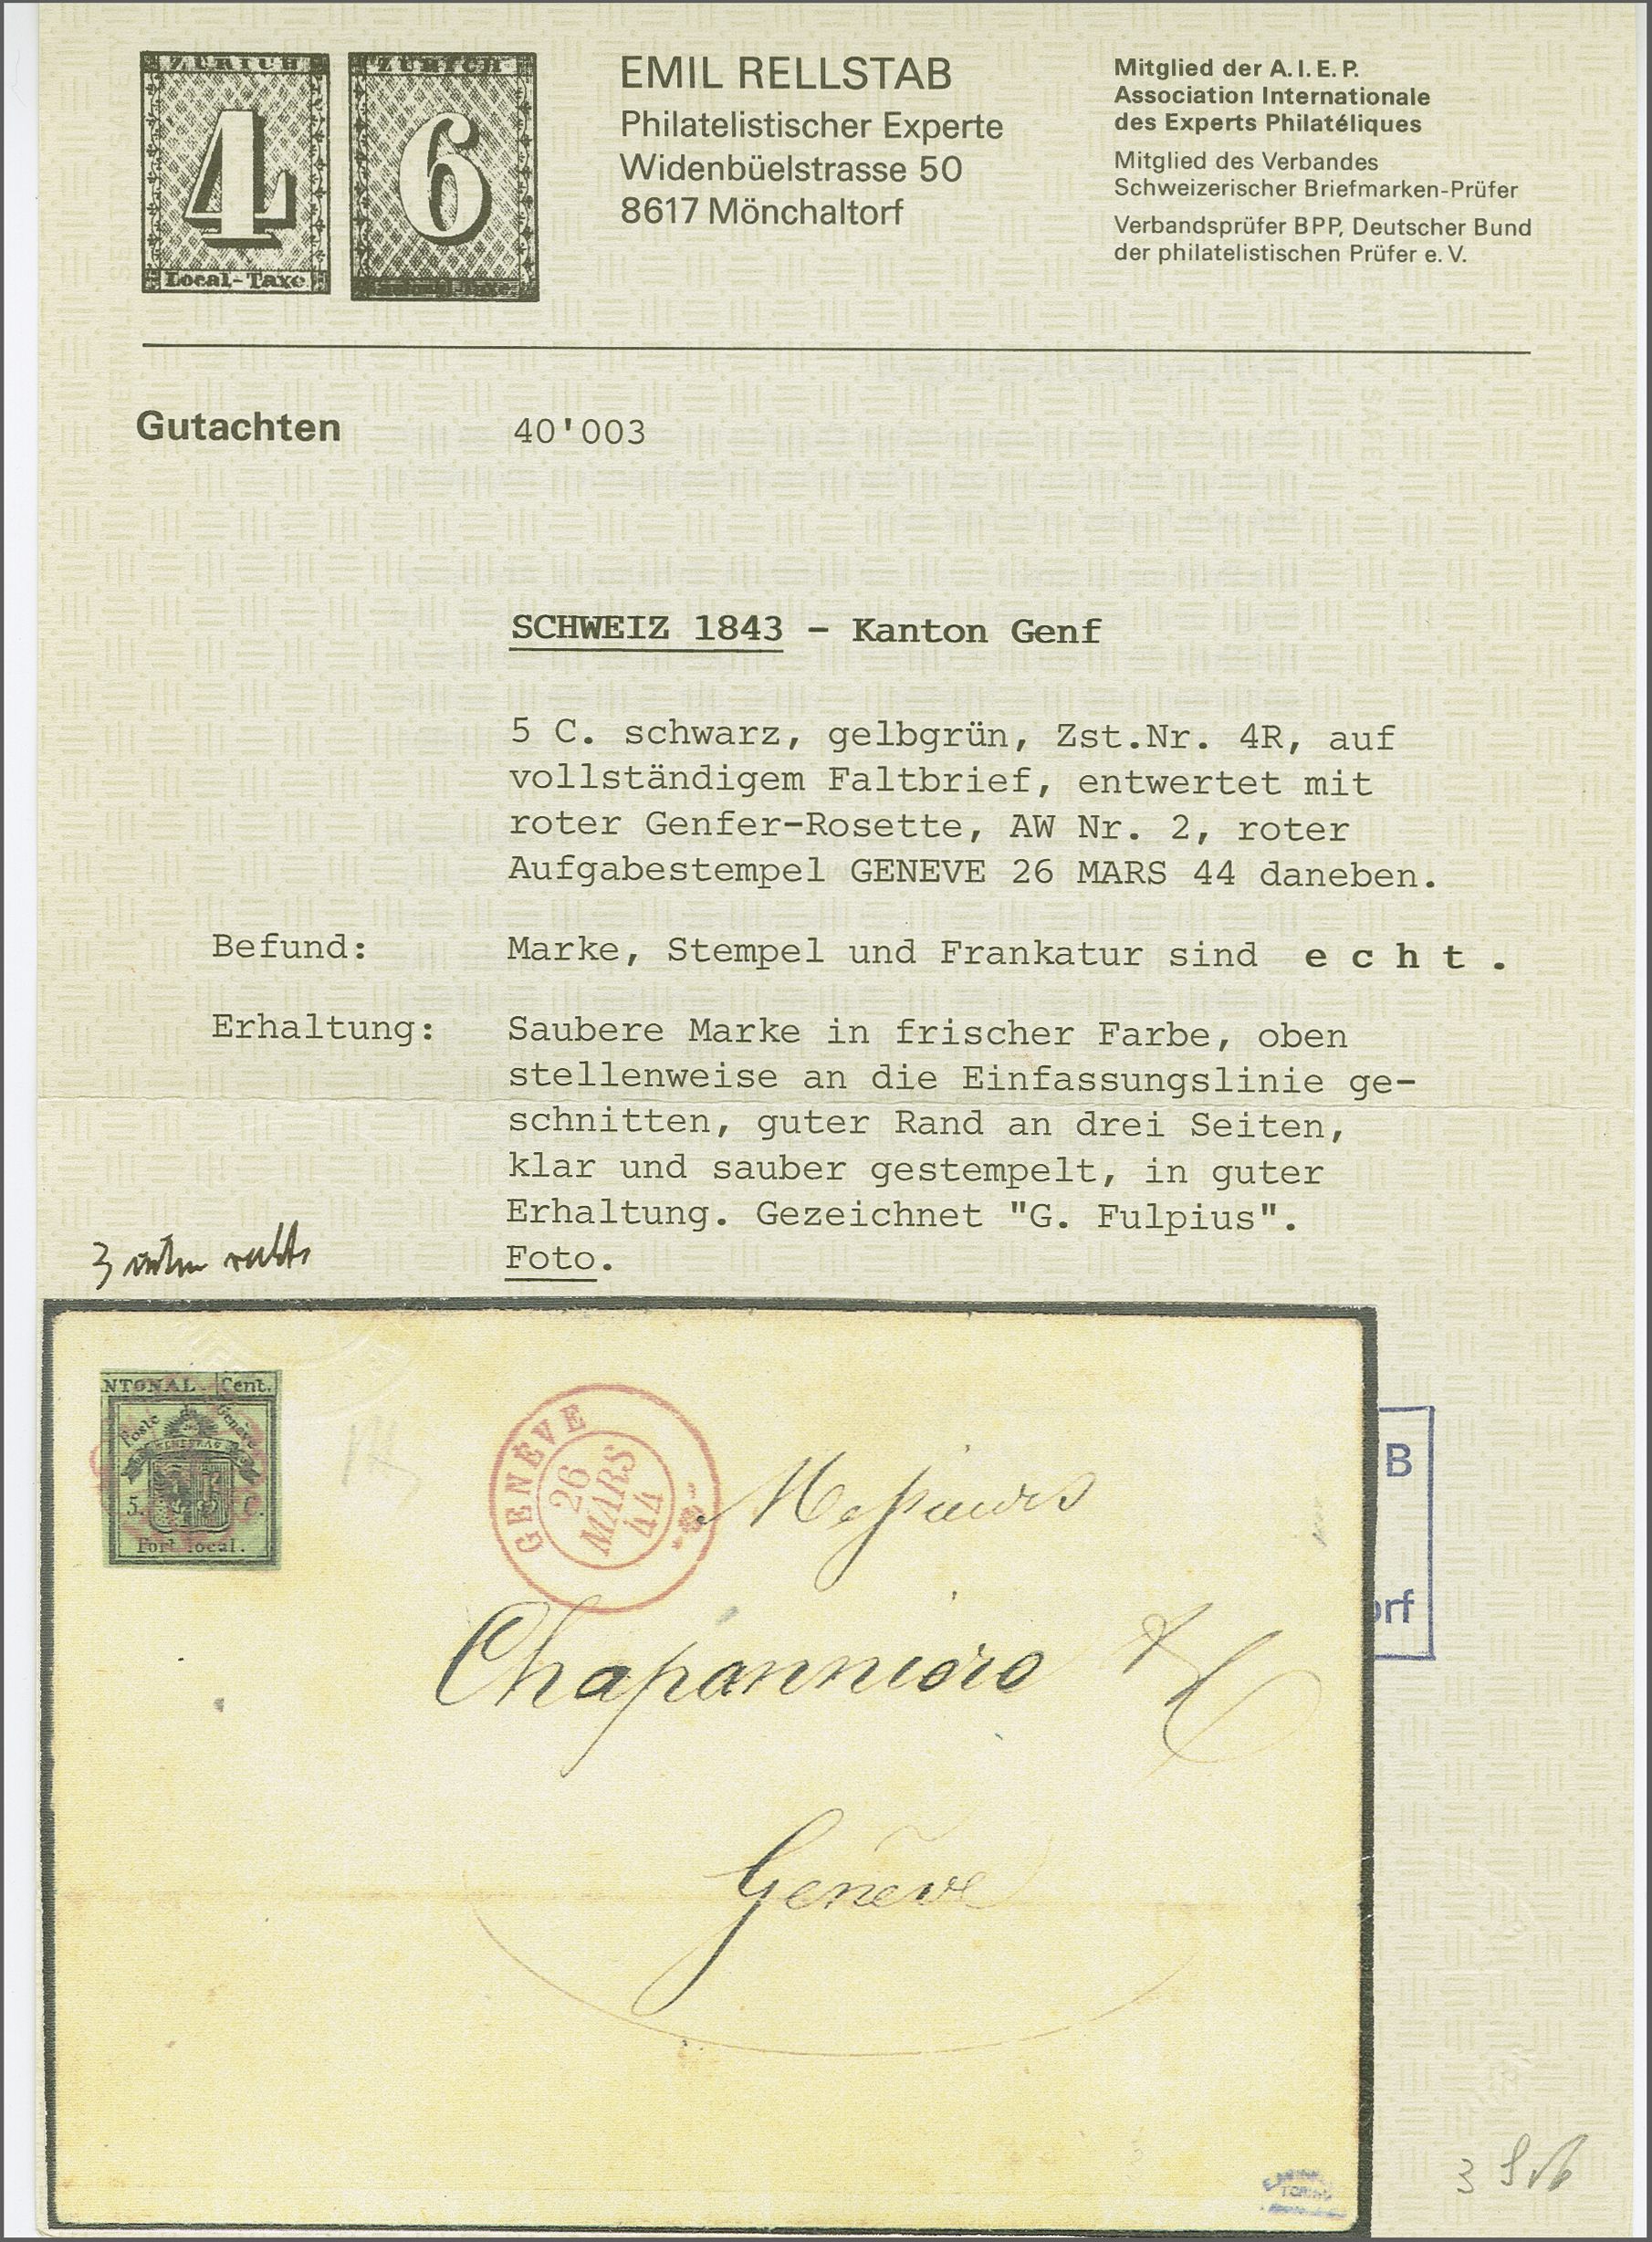 ZÜRICH
4
Local-Taxe
ZÜRICH
6
EMIL RELLSTAB
Philatelistischer Experte
Widenbüelstrasse 50
8617 Mönchaltorf
Mitglied der A.I.E.P.
Association Internationale
des Experts Philatéliques
Mitglied des Verbandes
Schweizerischer Briefmarken-Prüfer
Verbandsprüfer BPP, Deutscher Bund
der philatelistischen Prüfer e.V.
Gutachten 40'003
SCHWEIZ 1843 - Kanton Genf
5 C. schwarz, gelbgrün, Zst.Nr. 4R, auf
vollständigem Faltbrief, entwertet mit
roter Genfer-Rosette, AW Nr. 2, roter
Aufgabestempel GENEVE 26 MARS 44 daneben.
Befund: Marke, Stempel und Frankatur sind e c h t .
Erhaltung: Saubere Marke in frischer Farbe, oben
stellenweise an die Einfassungslinie ge-
schnitten, guter Rand an drei Seiten,
klar und sauber gestempelt, in guter
Erhaltung. Gezeichnet "G. Fulpius".
Foto.
NTONAL. Cent.
Poste de Genève
5. C.
Port local.
GENÈVE
26
MARS
44
Messieurs
Chaponnière &
Genève
B
orf